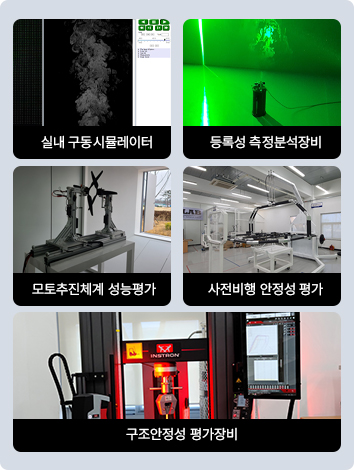 실내 구동시뮬레이터
등록성 측정분석장비
모토추진체계 성능평가
사전비행 안정성 평가
INSTRON
구조안정성 평가장비